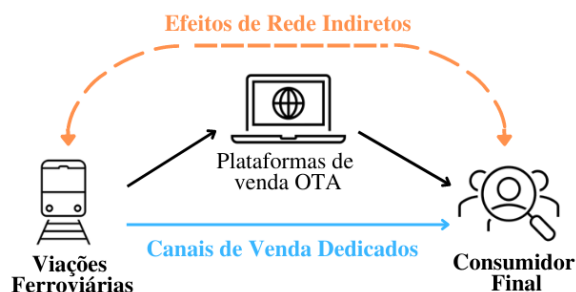 Efeitos de Rede Indiretos
Plataformas de
venda OTA
Canais de Venda Dedicados
Viações
Ferroviárias
Consumidor
Final